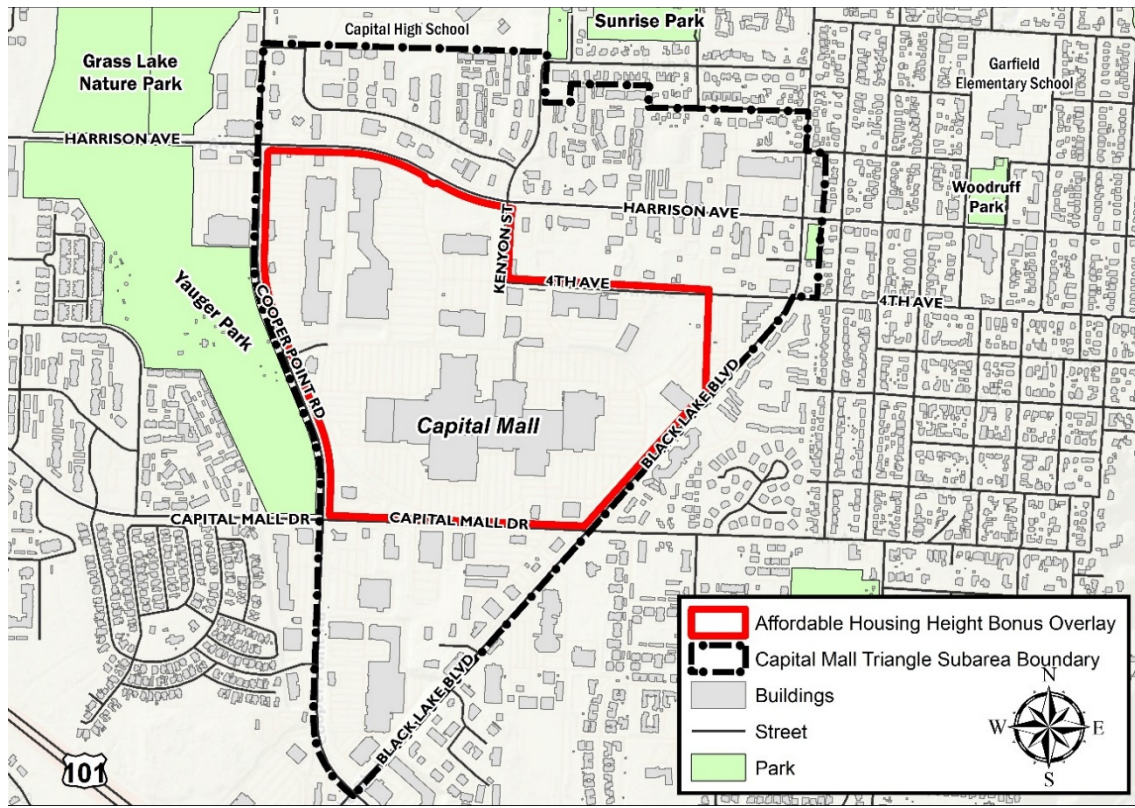 Capital High School
Sunrise Park
Grass Lake
Nature Park
Garfield
Elementary School
HARRISON AVE
Woodruff
Park
HARRISON AVE
KENYON ST
4TH AVE
4TH AVE
Yauger Park
COOPER POINT RD
BLACK LAKE BLVD
Capital Mall
CAPITAL MALL DR
CAPITAL MALL DR
BLACK LAKE BLVD
101
Affordable Housing Height Bonus Overlay
Capital Mall Triangle Subarea Boundary
Buildings
Street
Park
N
W
E
S